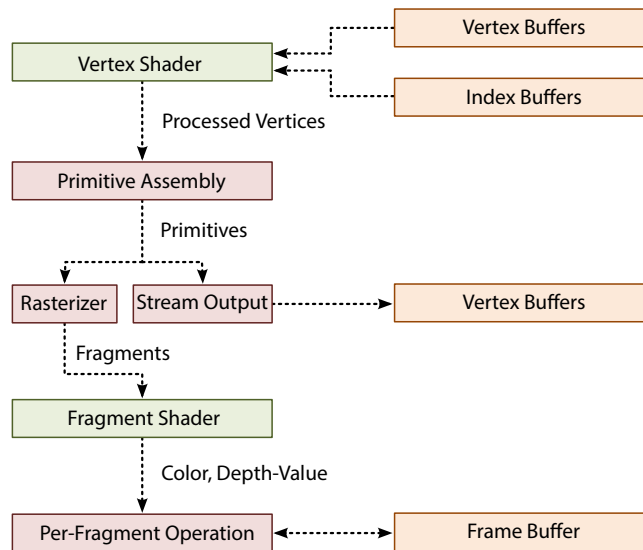 Vertex Buffers
Vertex Shader
Index Buffers
Processed Vertices
Primitive Assembly
Primitives
Rasterizer
Stream Output
Vertex Buffers
Fragments
Fragment Shader
Color, Depth-Value
Per-Fragment Operation
Frame Buffer